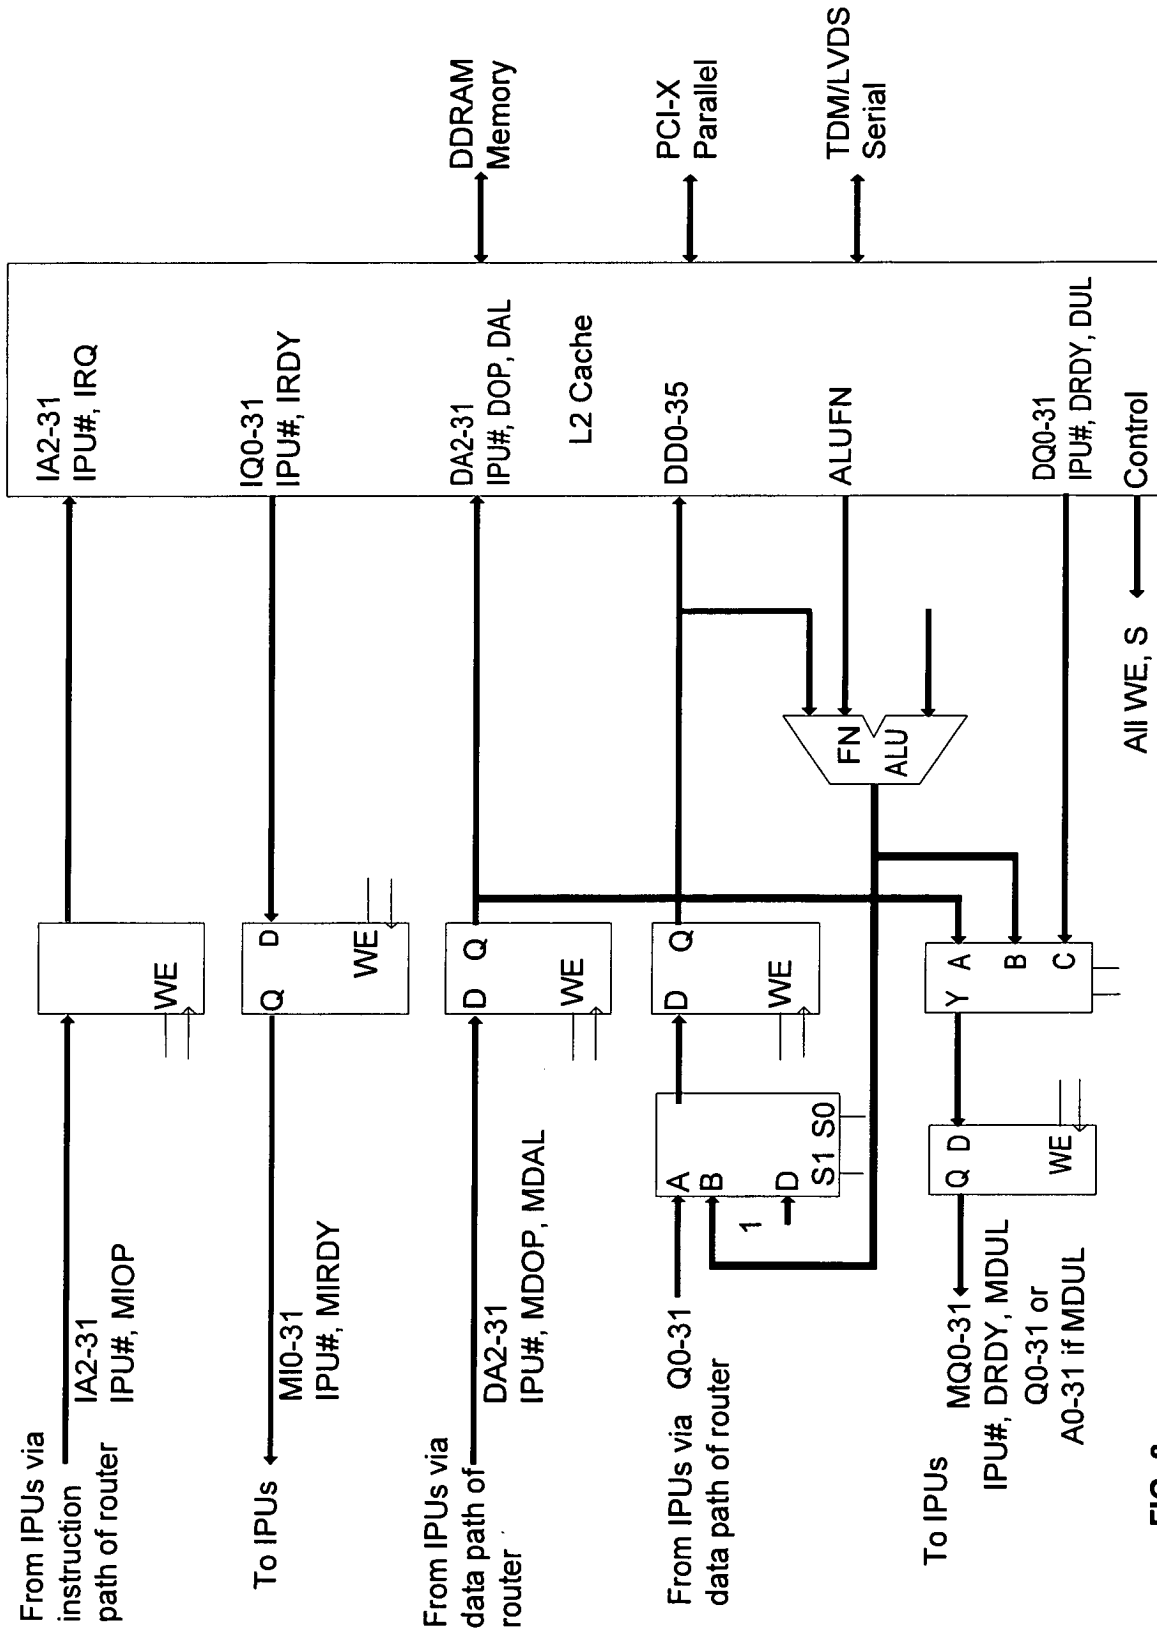 From IPUs via
instruction
path of router
IA2-31
IPU#, MIOP
WE
IA2-31
IPU#, IRQ
To IPUs
MI0-31
IPU#, MIRDY
Q D
WE
IQ0-31
IPU#, IRDY
From IPUs via
data path of
router
DA2-31
IPU#, MDOP, MDAL
D Q
WE
DA2-31
IPU#, DOP, DAL
L2 Cache
DDRAM
Memory
From IPUs via Q0-31
data path of router
A
B
1
D
S1 S0
D Q
WE
DD0-35
PCI-X
Parallel
FN
ALU
ALUFN
TDM/LVDS
Serial
To IPUs
MQ0-31
IPU#, DRDY, MDUL
Q0-31 or
A0-31 if MDUL
Q D
WE
Y A
B
C
DQ0-31
IPU#, DRDY, DUL
All WE, S
Control